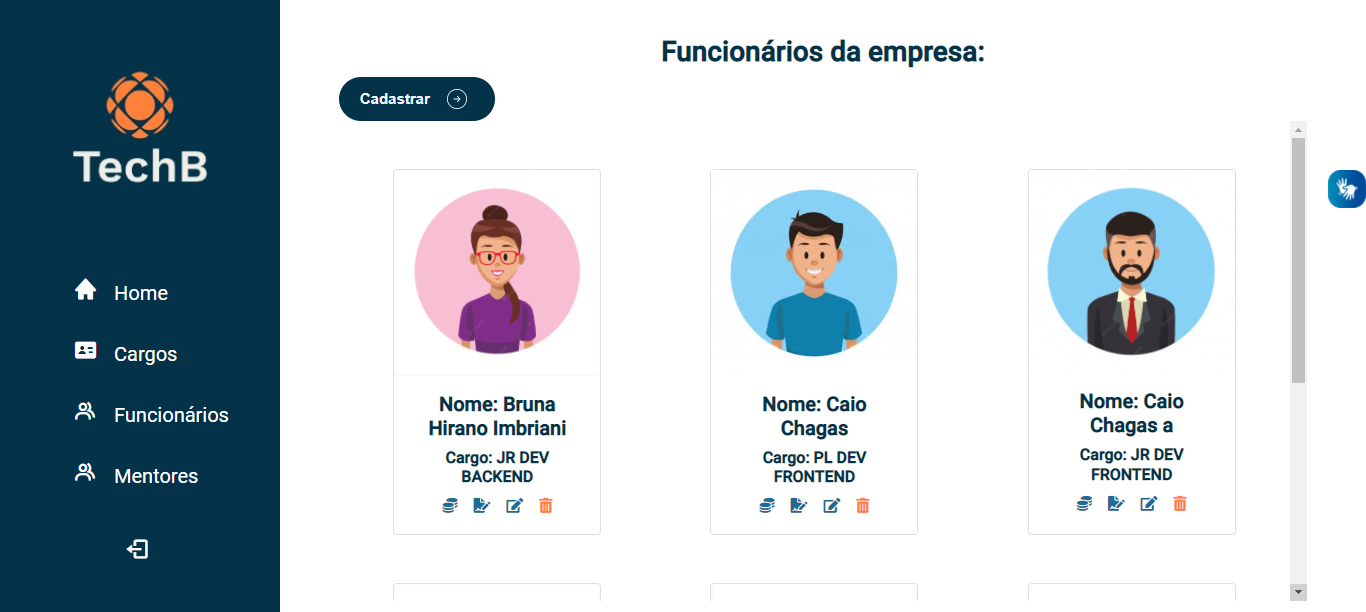 TechB
Home
Cargos
Funcionários
Mentores
Funcionários da empresa:
Cadastrar
Nome: Bruna
Hirano Imbriani
Cargo: JR DEV
BACKEND
Nome: Caio
Chagas
Cargo: PL DEV
FRONTEND
Nome: Caio
Chagas a
Cargo: JR DEV
FRONTEND